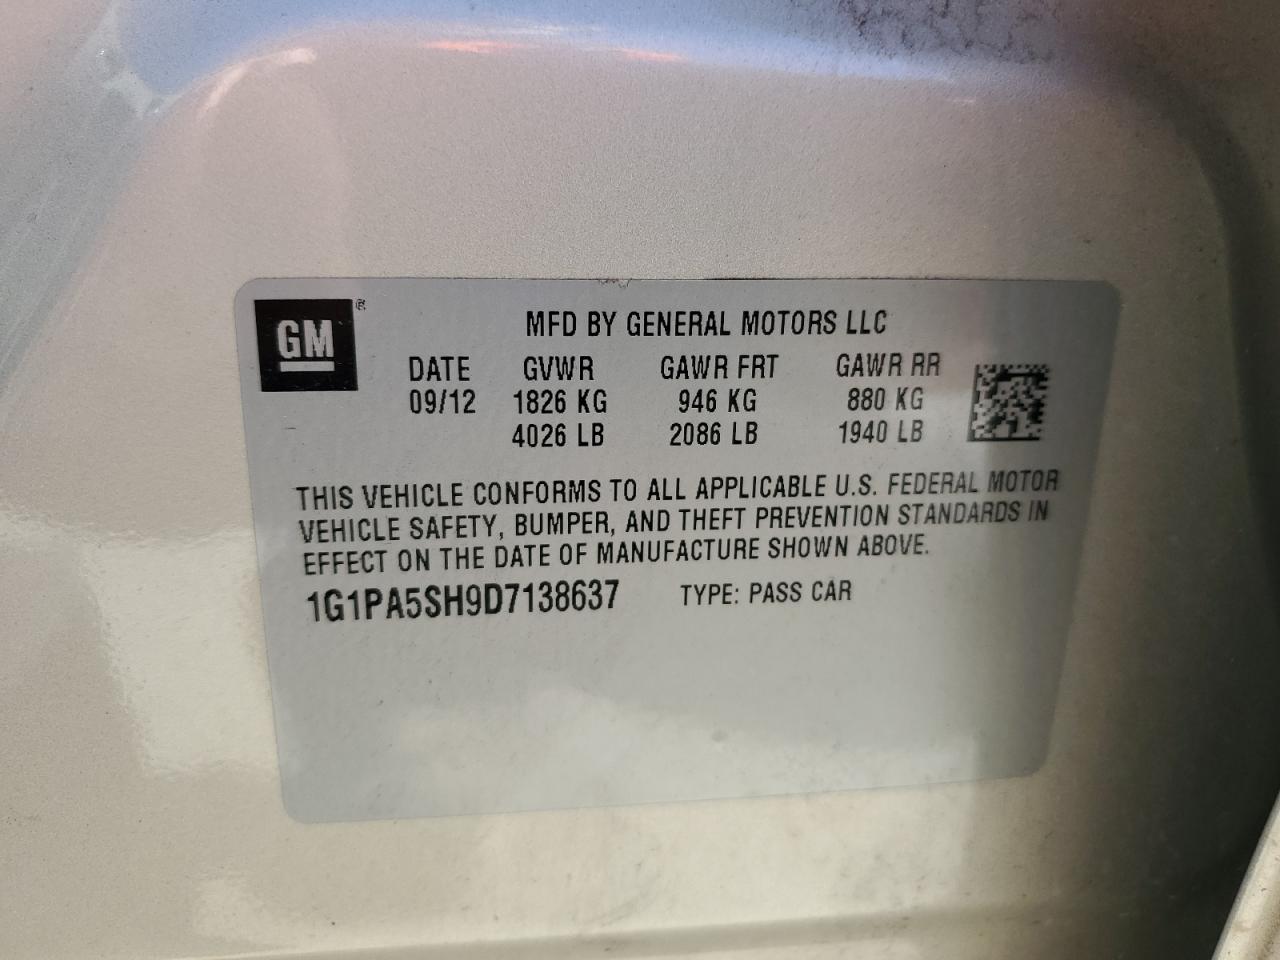 GM®
MFD BY GENERAL MOTORS LLC
DATE GVWR GAWR FRT GAWR RR
09/12 1826 KG 946 KG 880 KG
4026 LB 2086 LB 1940 LB
THIS VEHICLE CONFORMS TO ALL APPLICABLE U.S. FEDERAL MOTOR
VEHICLE SAFETY, BUMPER, AND THEFT PREVENTION STANDARDS IN
EFFECT ON THE DATE OF MANUFACTURE SHOWN ABOVE.
1G1PA5SH9D7138637 TYPE: PASS CAR